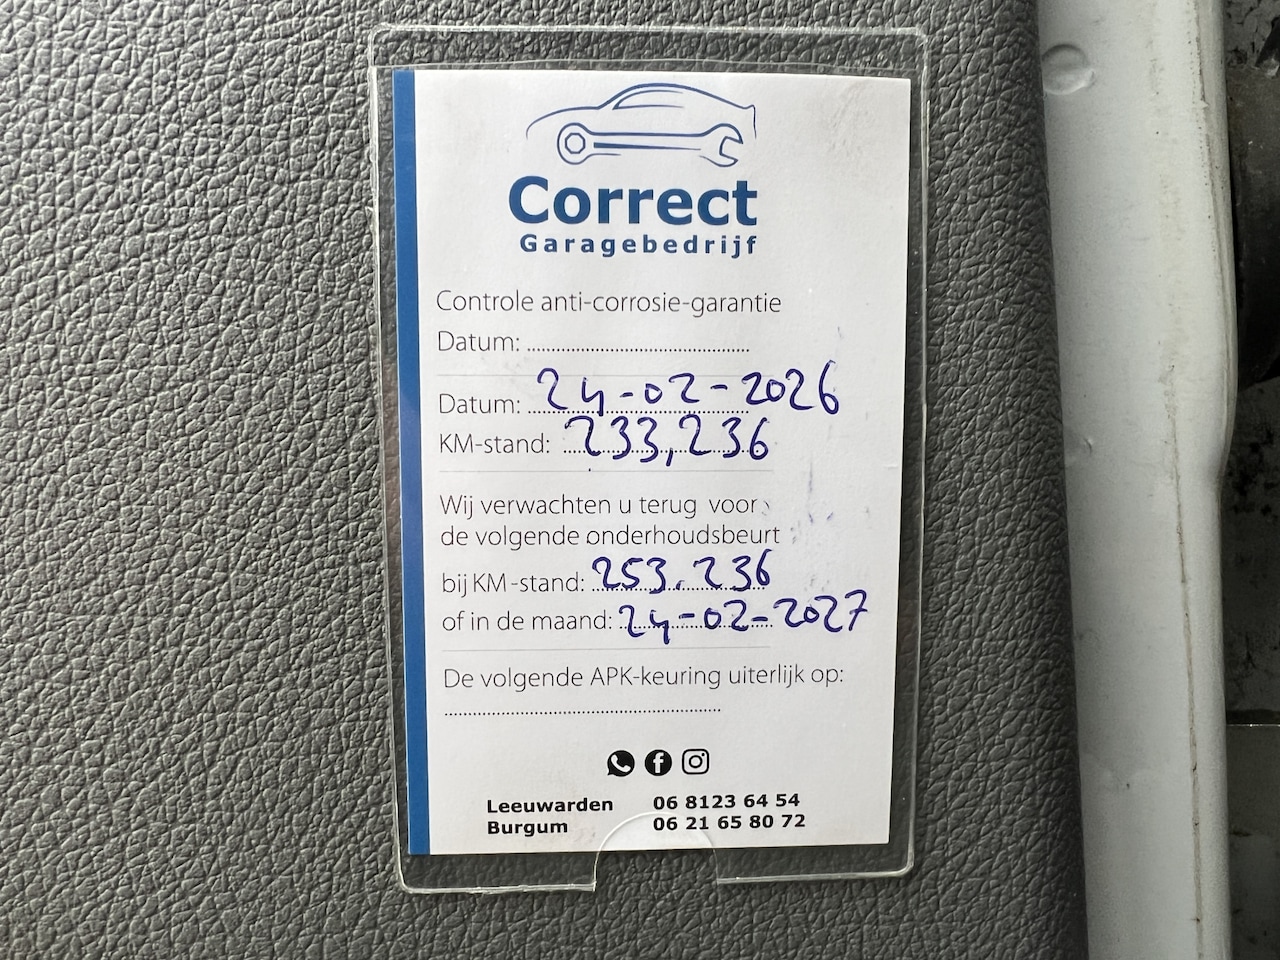 Correct
Garagebedrijf
Controle anti-corrosie-garantie
Datum: ..........................................
Datum: 24-02-2026
KM-stand: 233,236
Wij verwachten u terug voor
de volgende onderhoudsbeurt
bij KM-stand: 253.236
of in de maand: 24-02-2027
De volgende APK-keuring uiterlijk op:
....................................................
Leeuwarden 06 8123 64 54
Burgum 06 21 65 80 72